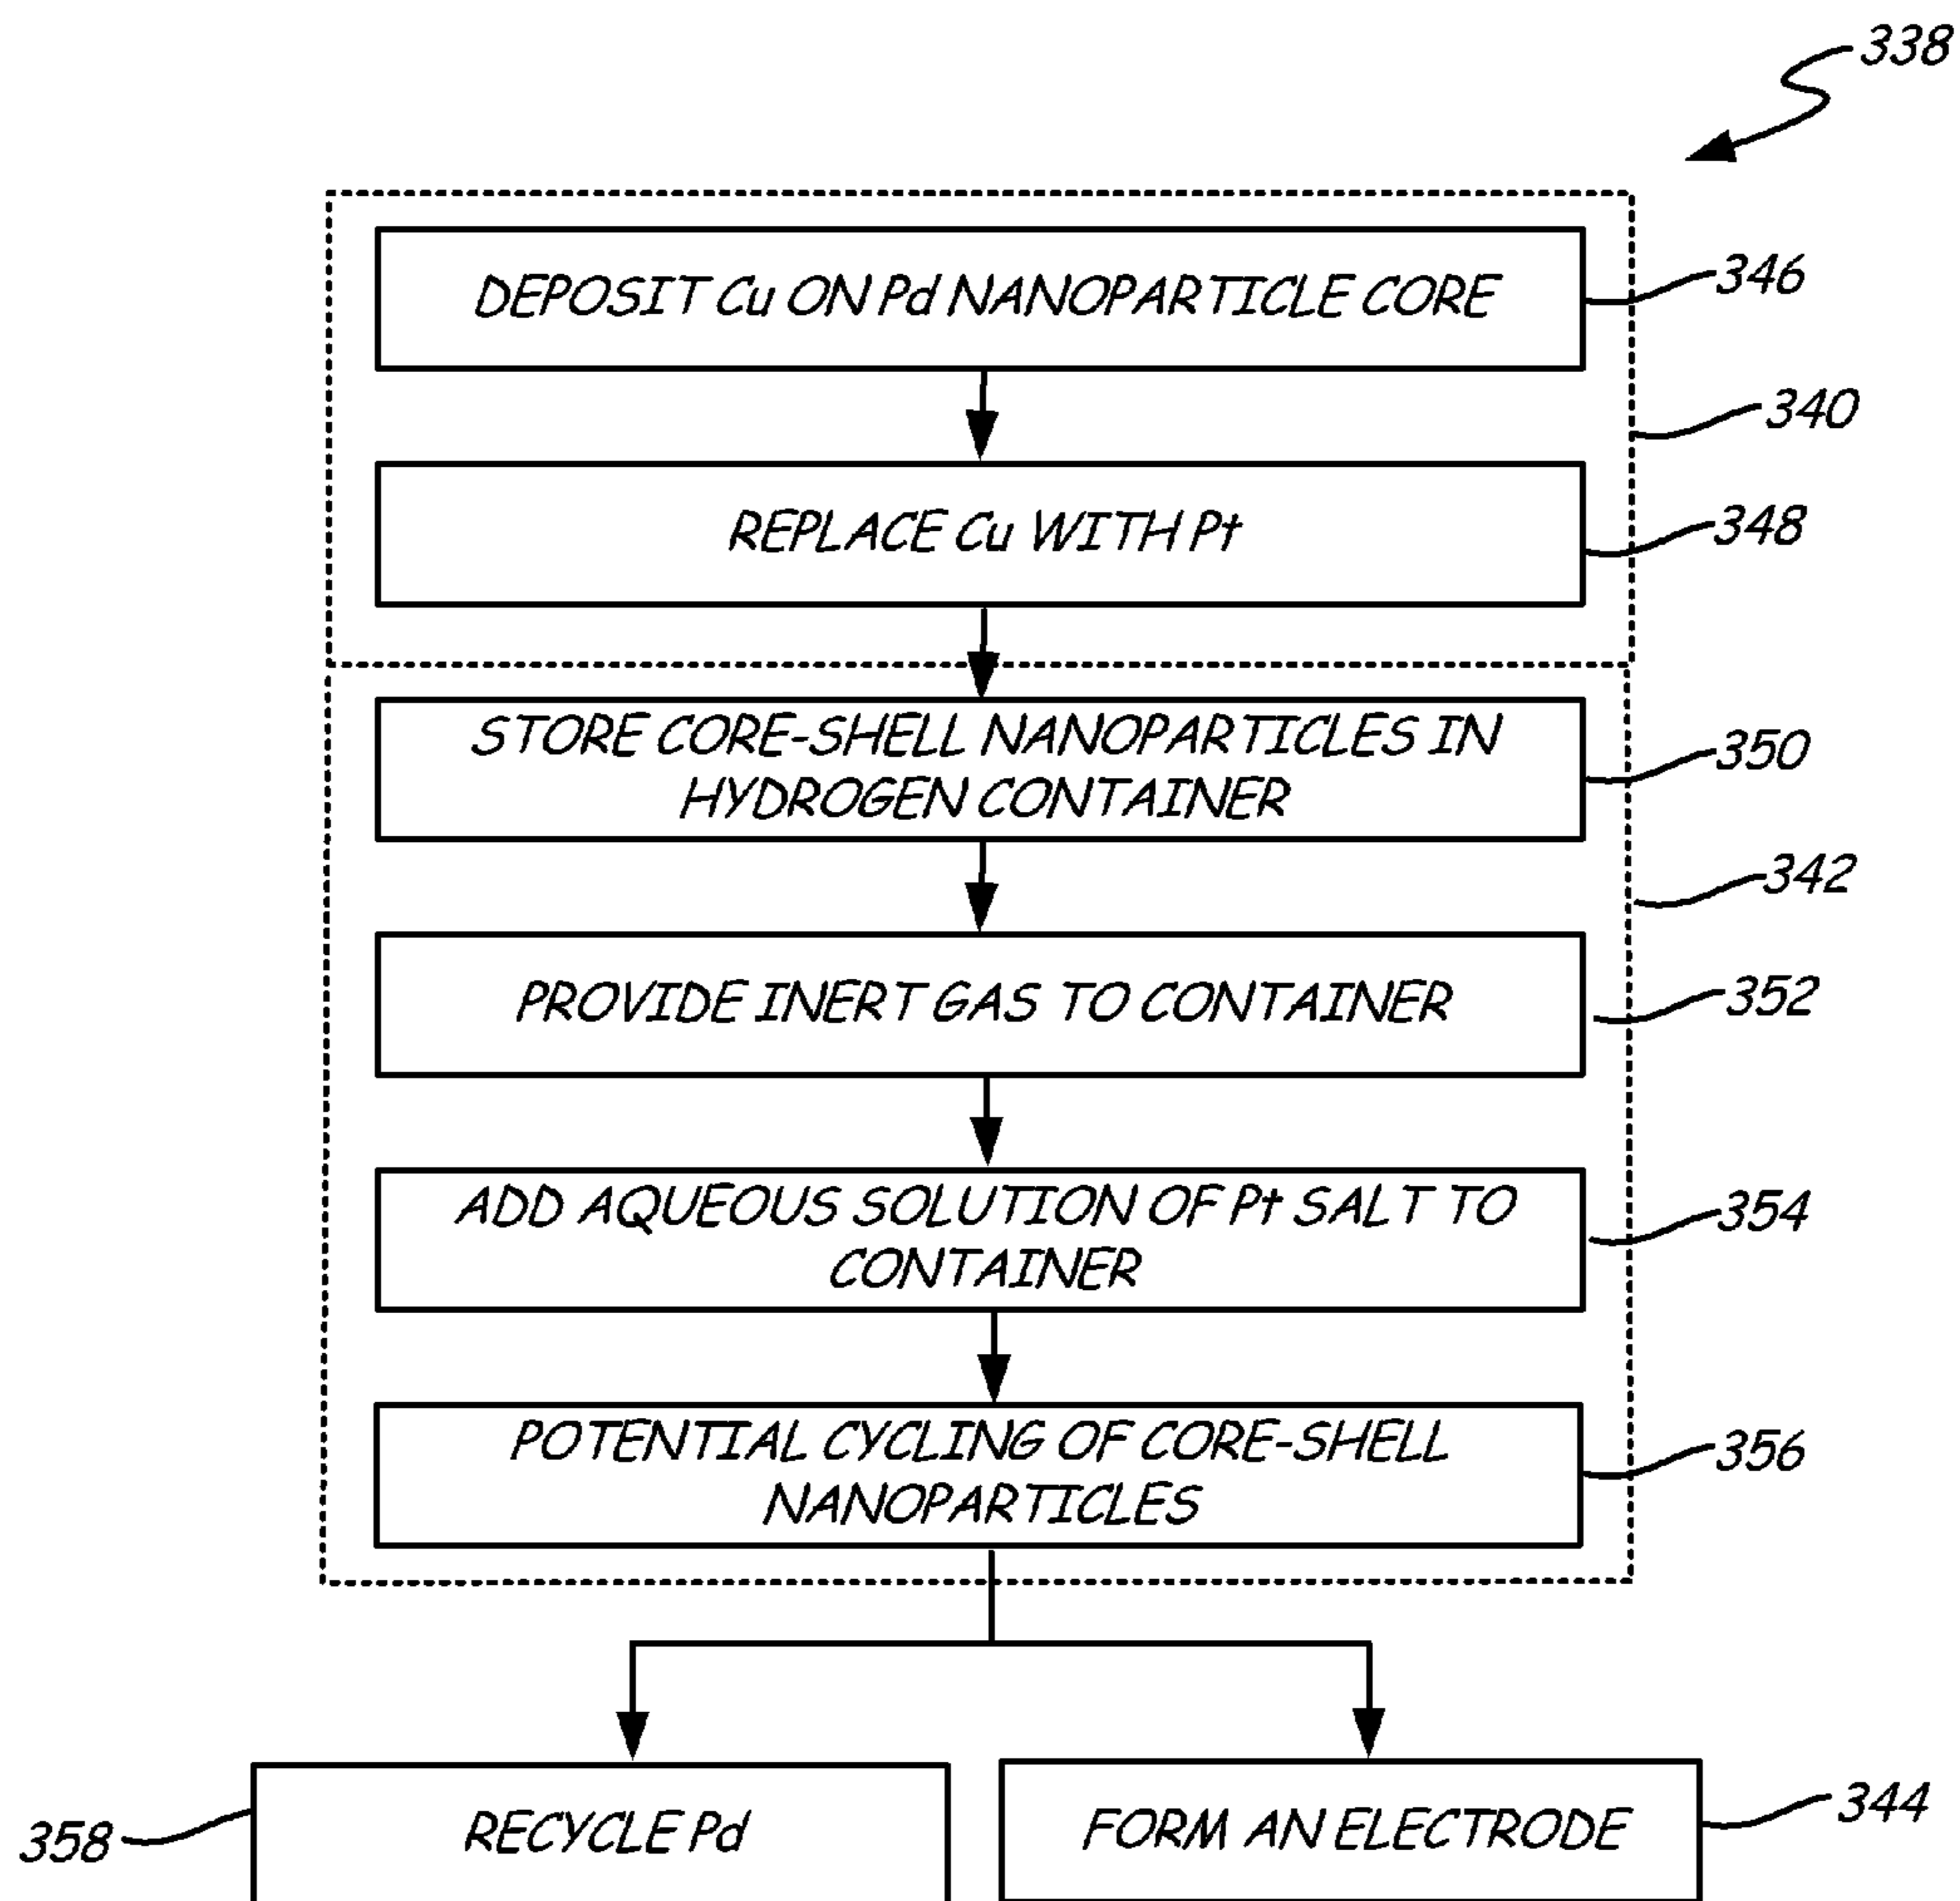 338
DEPOSIT Cu ON Pd NANOPARTICLE CORE
346
340
REPLACE Cu WITH Pt
348
STORE CORE-SHELL NANOPARTICLES IN
HYDROGEN CONTAINER
350
342
PROVIDE INERT GAS TO CONTAINER
352
ADD AQUEOUS SOLUTION OF Pt SALT TO
CONTAINER
354
POTENTIAL CYCLING OF CORE-SHELL
NANOPARTICLES
356
358
RECYCLE Pd
FORM AN ELECTRODE
344